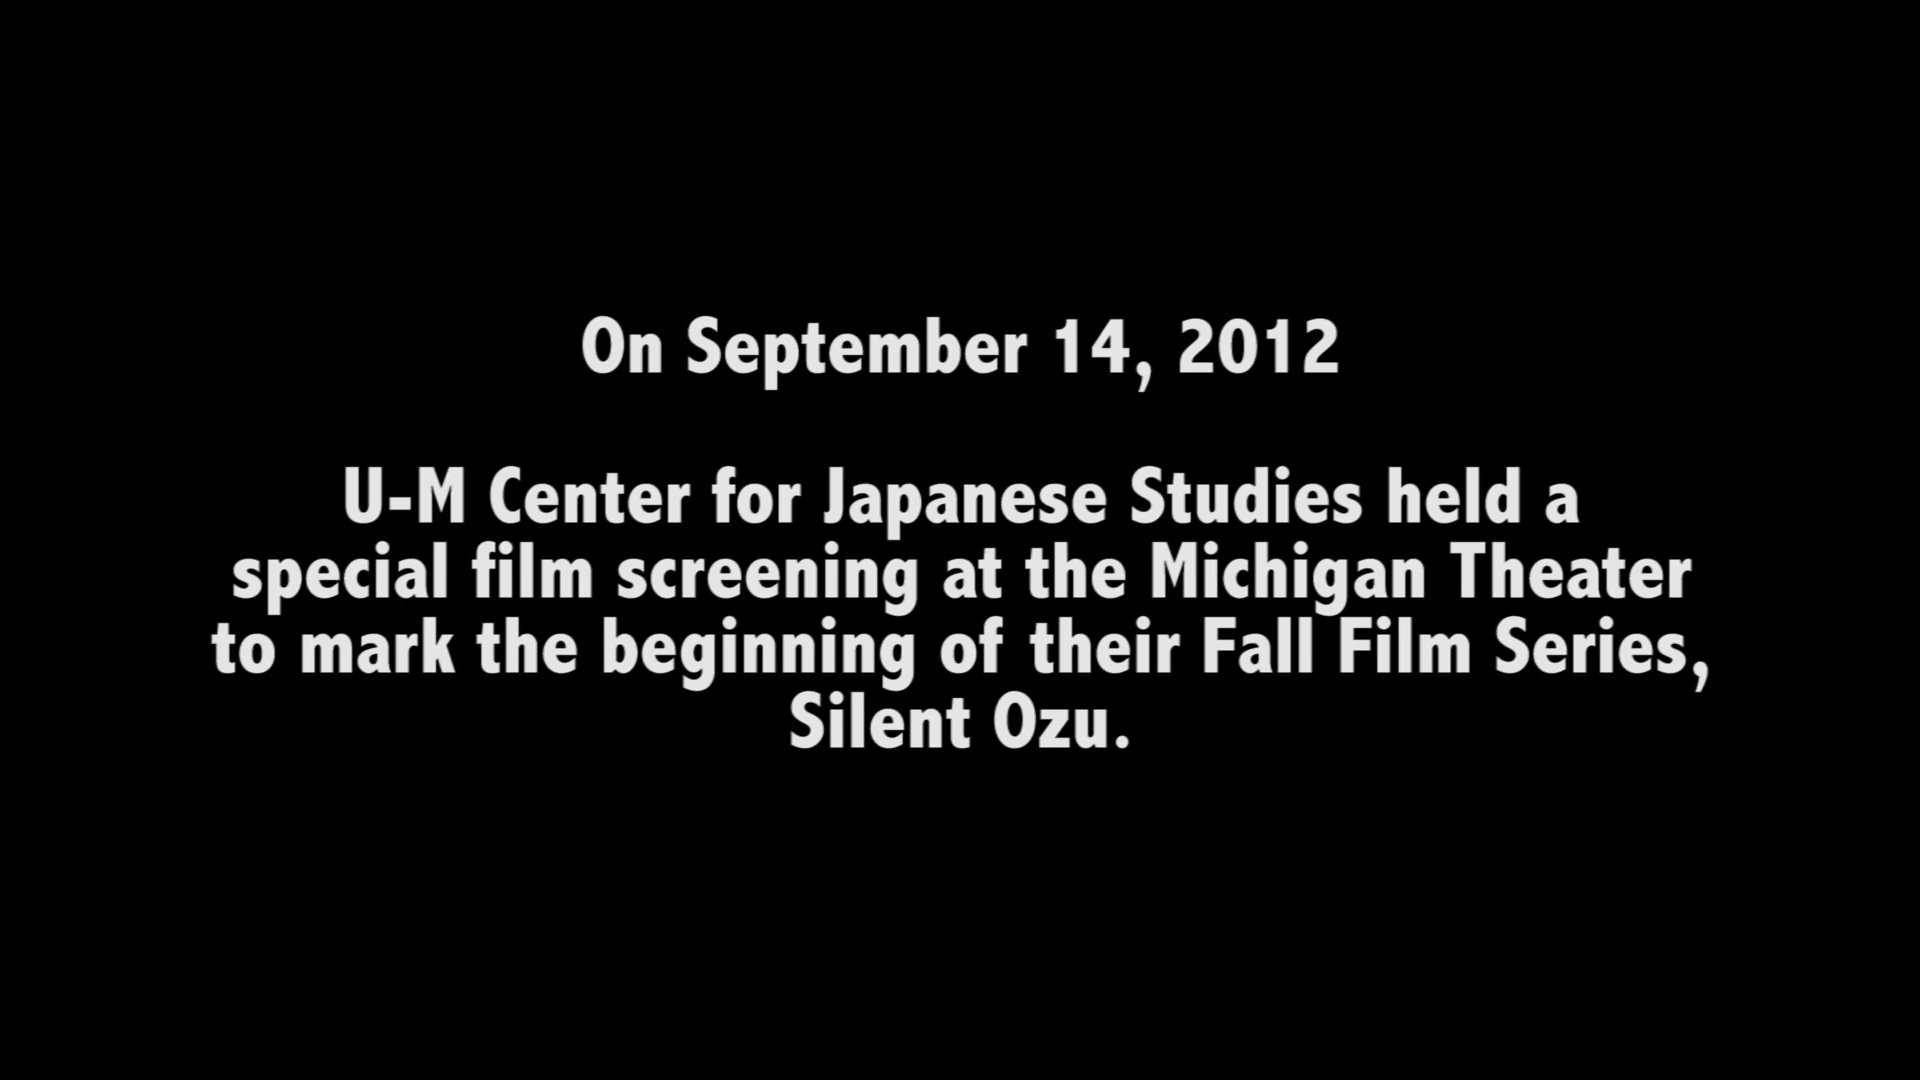 On September 14, 2012
U-M Center for Japanese Studies held a
special film screening at the Michigan Theater
to mark the beginning of their Fall Film Series,
Silent Ozu.